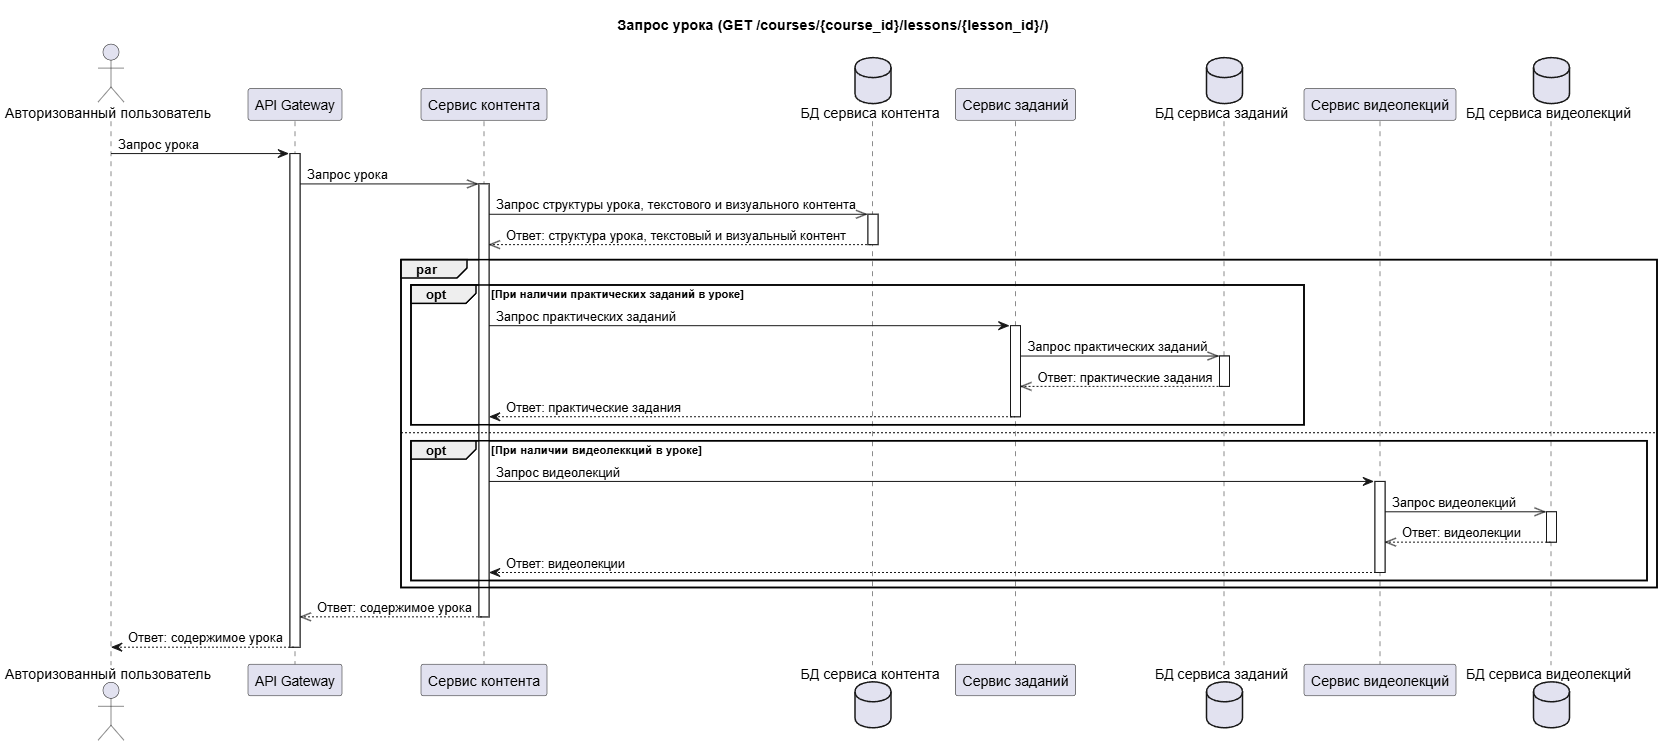 Запрос урока (GET /courses/{course_id}/lessons/{lesson_id}/)
Авторизованный пользователь
API Gateway
Сервис контента
БД сервиса контента
Сервис заданий
БД сервиса заданий
Сервис видеолекций
БД сервиса видеолекций
Запрос урока
Запрос урока
Запрос структуры урока, текстового и визуального контента
Ответ: структура урока, текстовый и визуальный контент
par
opt [При наличии практических заданий в уроке]
Запрос практических заданий
Запрос практических заданий
Ответ: практические задания
Ответ: практические задания
opt [При наличии видеолеккций в уроке]
Запрос видеолекций
Запрос видеолекций
Ответ: видеолекции
Ответ: видеолекции
Ответ: содержимое урока
Ответ: содержимое урока
Авторизованный пользователь
API Gateway
Сервис контента
БД сервиса контента
Сервис заданий
БД сервиса заданий
Сервис видеолекций
БД сервиса видеолекций